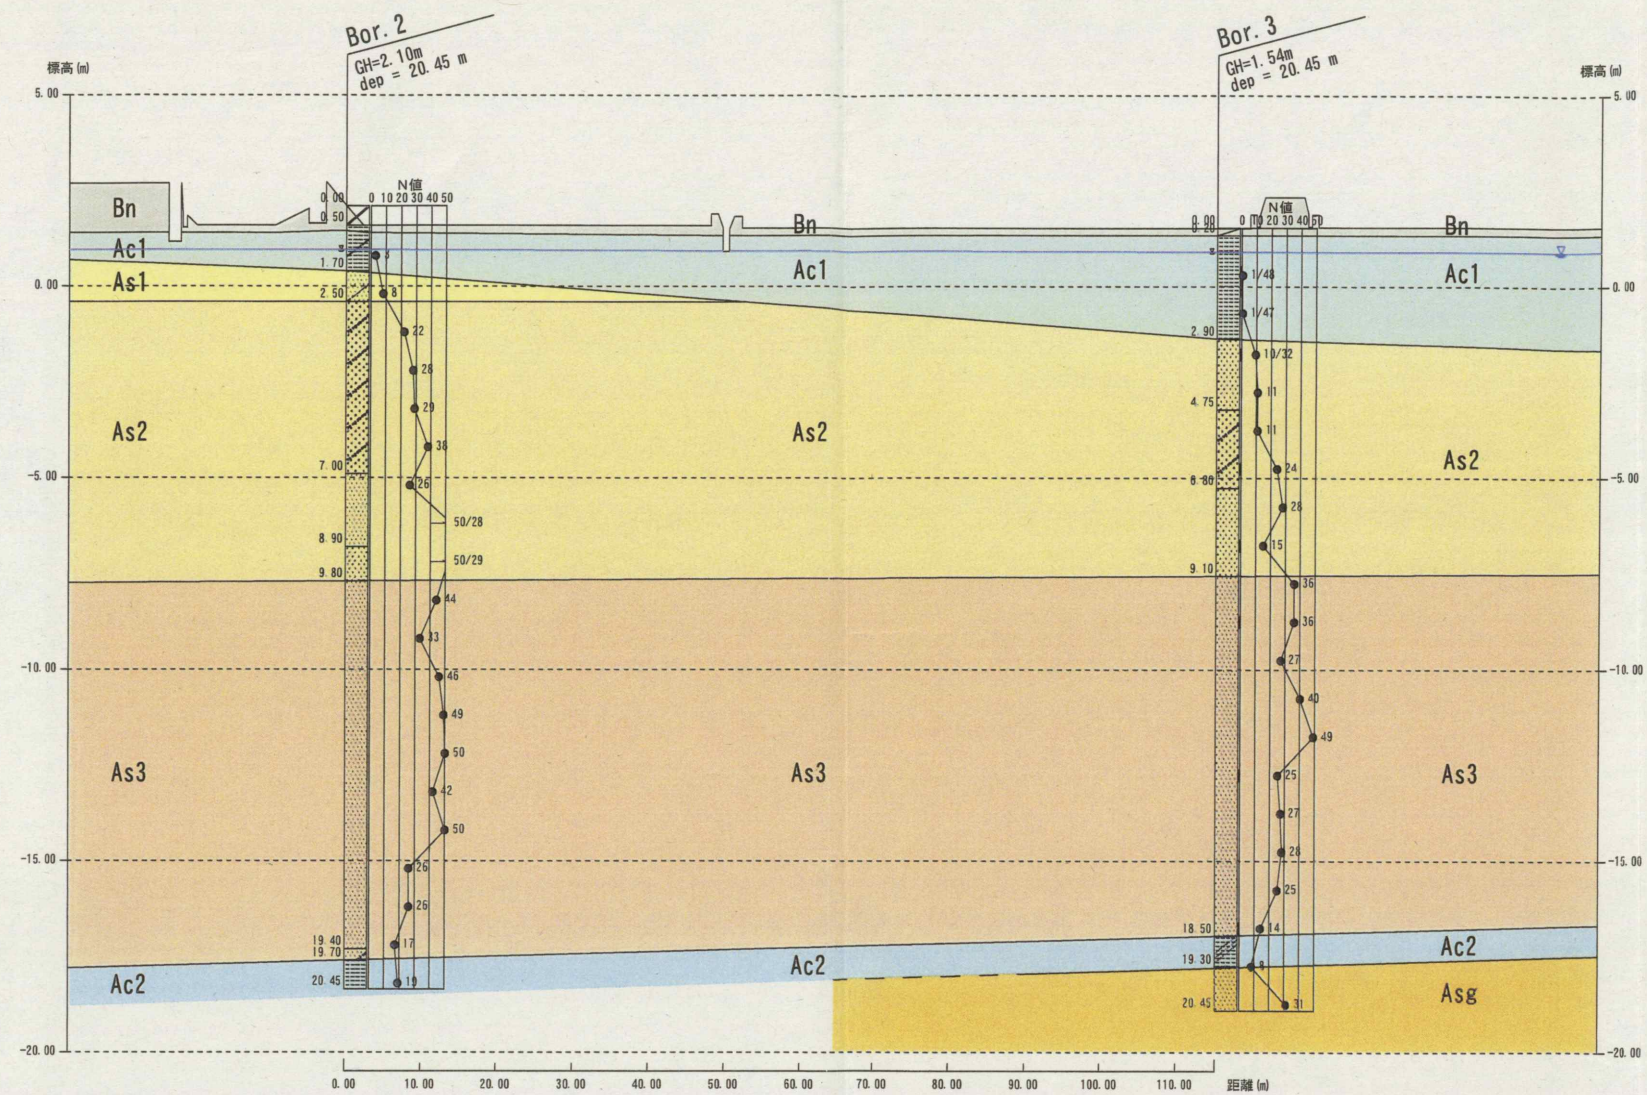 Bor. 2
GH=2.10m
dep = 20.45 m
Bor. 3
GH=1.54m
dep = 20.45 m
標高(m)
標高(m)
5.00
5.00
0.00
0.00
-5.00
-5.00
-10.00
-10.00
-15.00
-15.00
-20.00
-20.00
Bn
Ac1
As1
As2
As3
Ac2
N値
0 10 20 30 40 50
0.00
0.50
1.70
2.50
7.00
8.90
9.80
19.40
19.70
20.45
3
8
22
28
29
38
26
50/28
50/29
44
33
46
49
50
42
50
26
26
17
19
Bn
Ac1
As2
As3
Ac2
N値
0 10 20 30 40 50
0.00
0.20
2.90
4.75
6.80
9.10
18.50
19.30
20.45
1/48
1/47
10/32
11
11
24
28
15
36
36
27
40
49
25
27
28
25
14
8
31
Bn
Ac1
As2
As3
Ac2
Asg
0.00 10.00 20.00 30.00 40.00 50.00 60.00 70.00 80.00 90.00 100.00 110.00 距離(m)